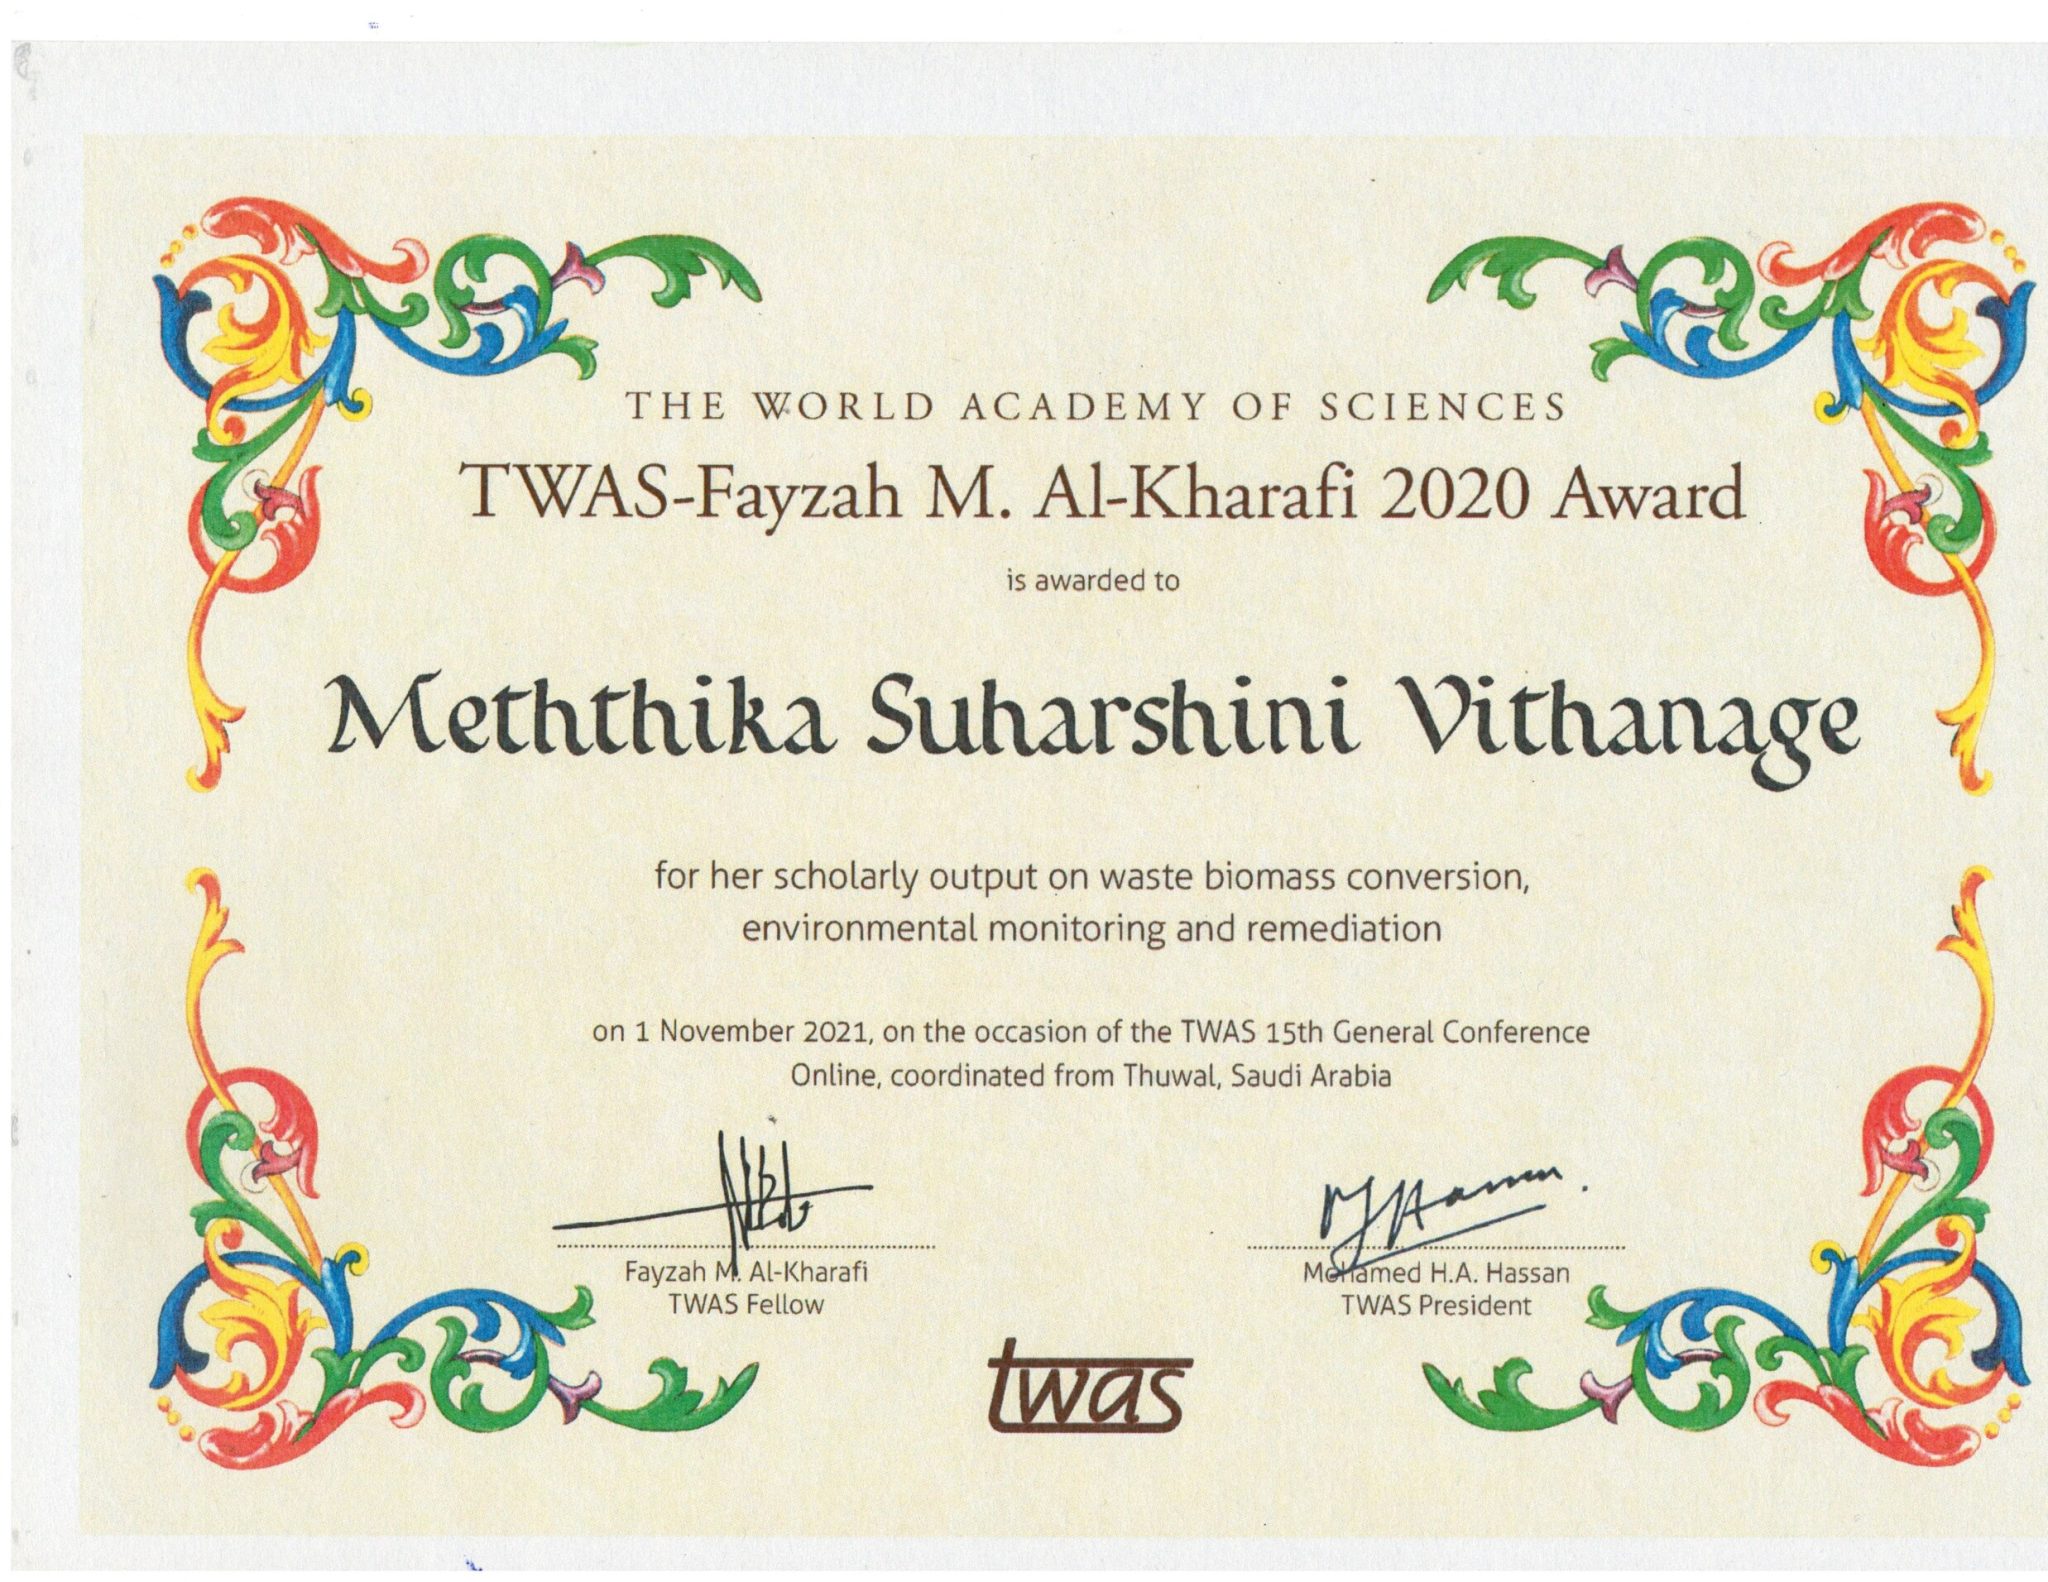 THE WORLD ACADEMY OF SCIENCES
TWAS-Fayzah M. Al-Kharafi 2020 Award
is awarded to
Meththika Suharshini Vithanage
for her scholarly output on waste biomass conversion,
environmental monitoring and remediation
on 1 November 2021, on the occasion of the TWAS 15th General Conference
Online, coordinated from Thuwal, Saudi Arabia
Fayzah M. Al-Kharafi
TWAS Fellow
Mohamed H.A. Hassan
TWAS President
twas